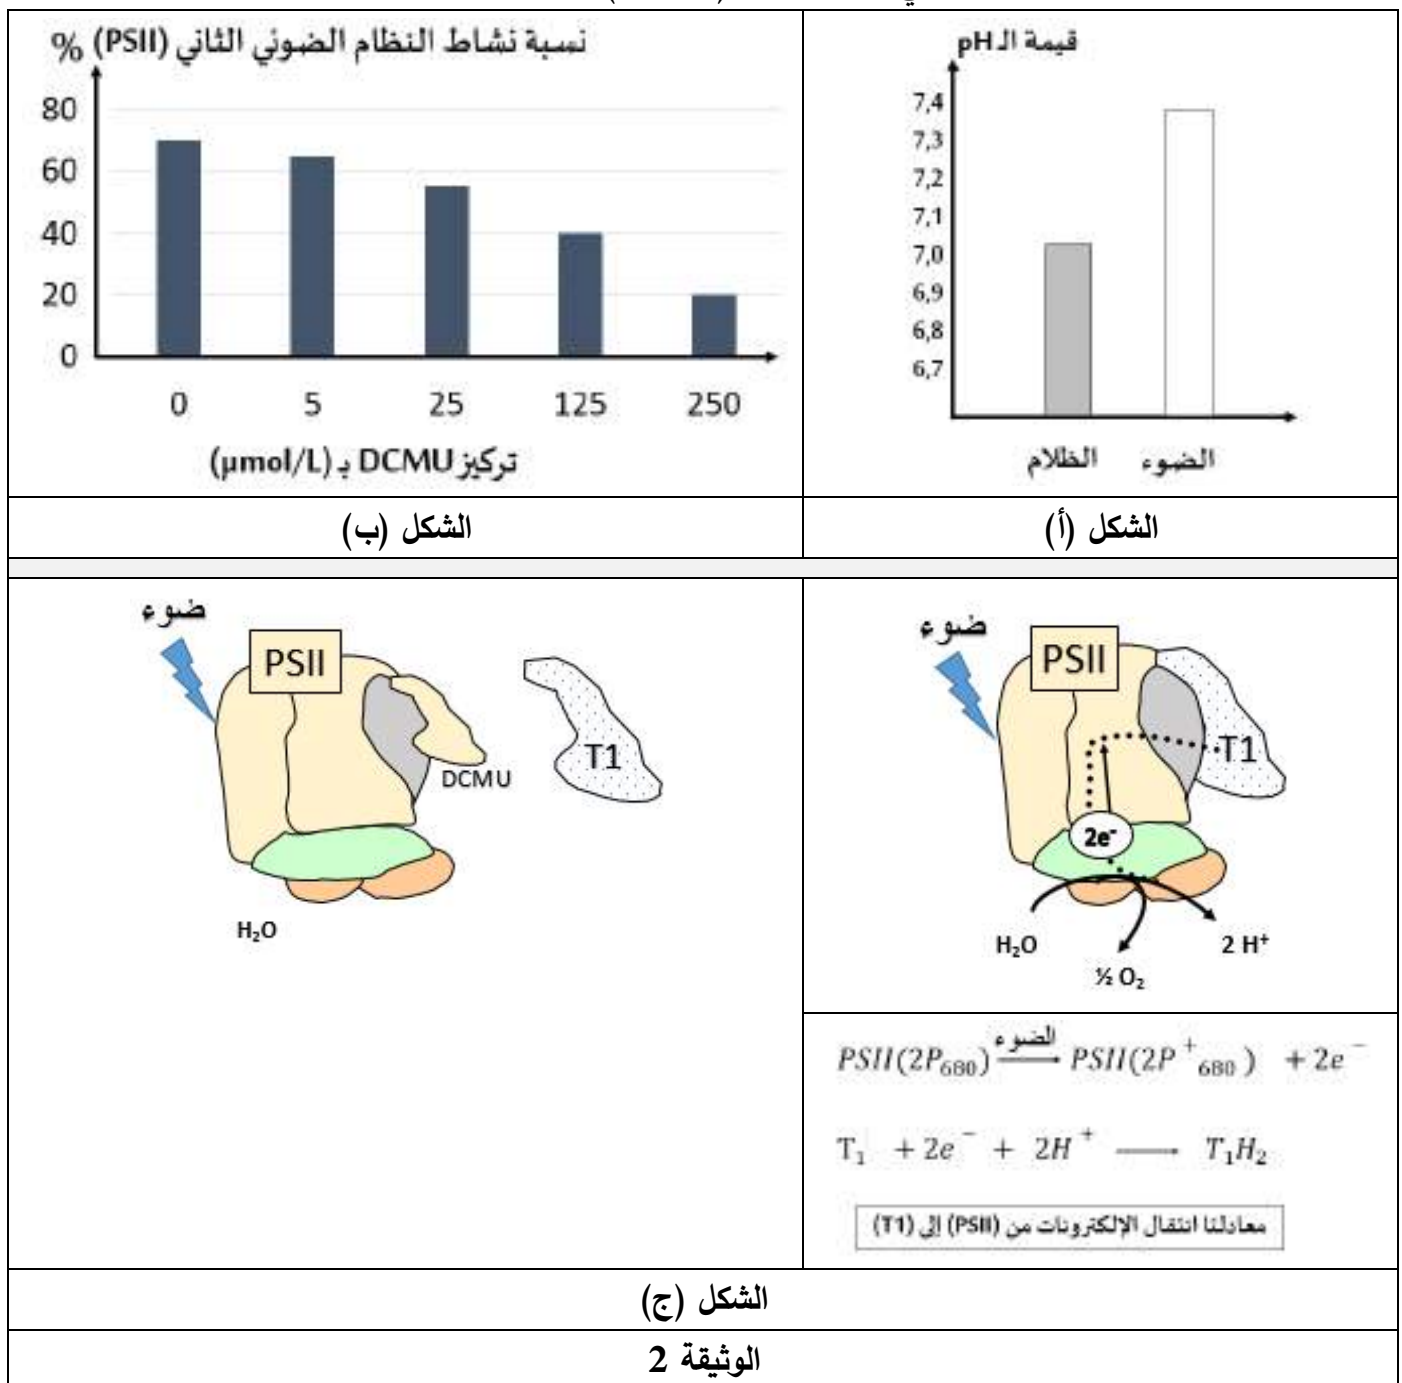 قيمة الـ pH
7,4
7,3
7,2
7,1
7,0
6,9
6,8
6,7
الظلام
الضوء
الشكل (أ)
نسبة نشاط النظام الضوئي الثاني (PSII) %
80
60
40
20
0
0 5 25 125 250
تركيز DCMU بـ (µmol/L)
الشكل (ب)
ضوء
PSII
T1
2e⁻
H₂O
½ O₂
2 H⁺
PSII(2P₆₈₀) الضوء → PSII(2P⁺₆₈₀) + 2e⁻
T₁ + 2e⁻ + 2H⁺ → T₁H₂
معادلتا انتقال الإلكترونات من (PSII) إلى (T1)
ضوء
PSII
DCMU
T1
H₂O
الشكل (ج)
الوثيقة 2